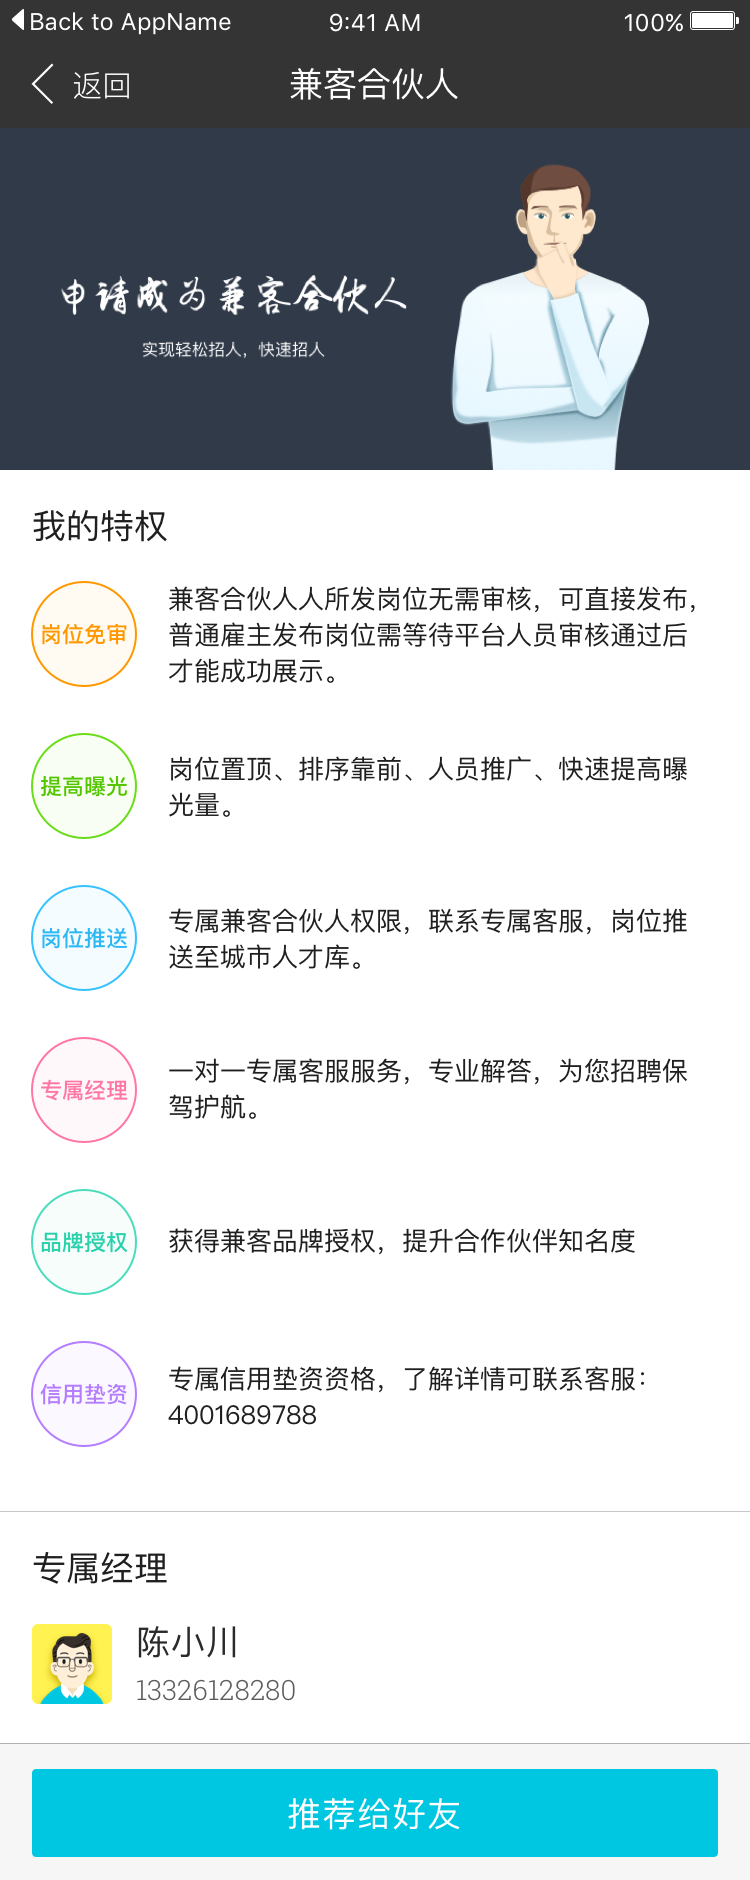 Back to AppName
9:41 AM
100%
返回
兼客合伙人
申请成为兼客合伙人
实现轻松招人，快速招人
我的特权
岗位免审
兼客合伙人人所发岗位无需审核，可直接发布，
普通雇主发布岗位需等待平台人员审核通过后
才能成功展示。
提高曝光
岗位置顶、排序靠前、人员推广、快速提高曝
光量。
岗位推送
专属兼客合伙人权限，联系专属客服，岗位推
送至城市人才库。
专属经理
一对一专属客服服务，专业解答，为您招聘保
驾护航。
品牌授权
获得兼客品牌授权，提升合作伙伴知名度
信用垫资
专属信用垫资资格，了解详情可联系客服：
4001689788
专属经理
陈小川
13326128280
推荐给好友